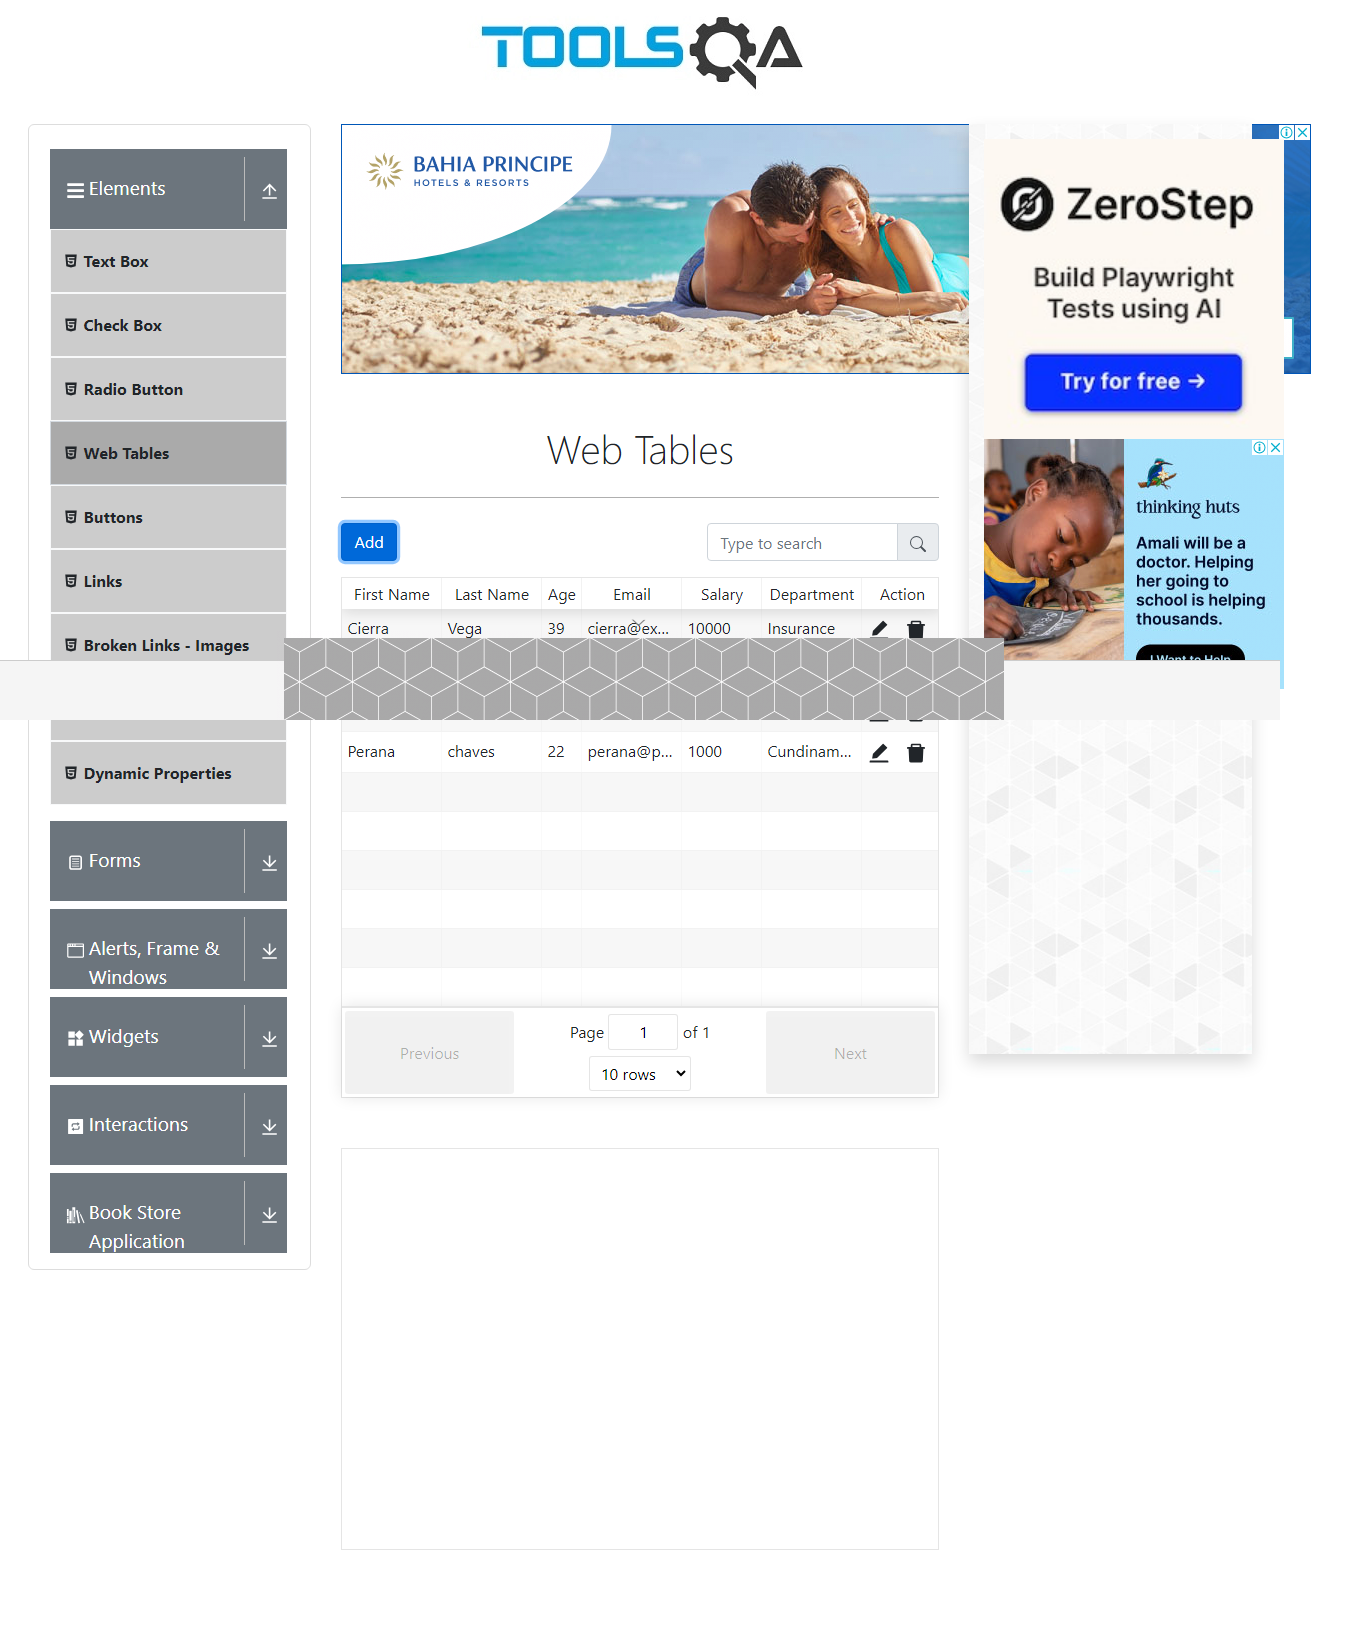 TOOLSQA
Elements
Text Box
Check Box
Radio Button
Web Tables
Buttons
Links
Broken Links - Images
Dynamic Properties
Forms
Alerts, Frame &
Windows
Widgets
Interactions
Book Store
Application
BAHIA PRINCIPE
HOTELS & RESORTS
Web Tables
Add
Type to search
First Name Last Name Age Email Salary Department Action
Cierra Vega 39 cierra@ex... 10000 Insurance
Perana chaves 22 perana@p... 1000 Cundinam...
Previous
Page 1 of 1
10 rows
Next
ZeroStep
Build Playwright
Tests using AI
Try for free →
thinking huts
Amali will be a
doctor. Helping
her going to
school is helping
thousands.
I Want to Help